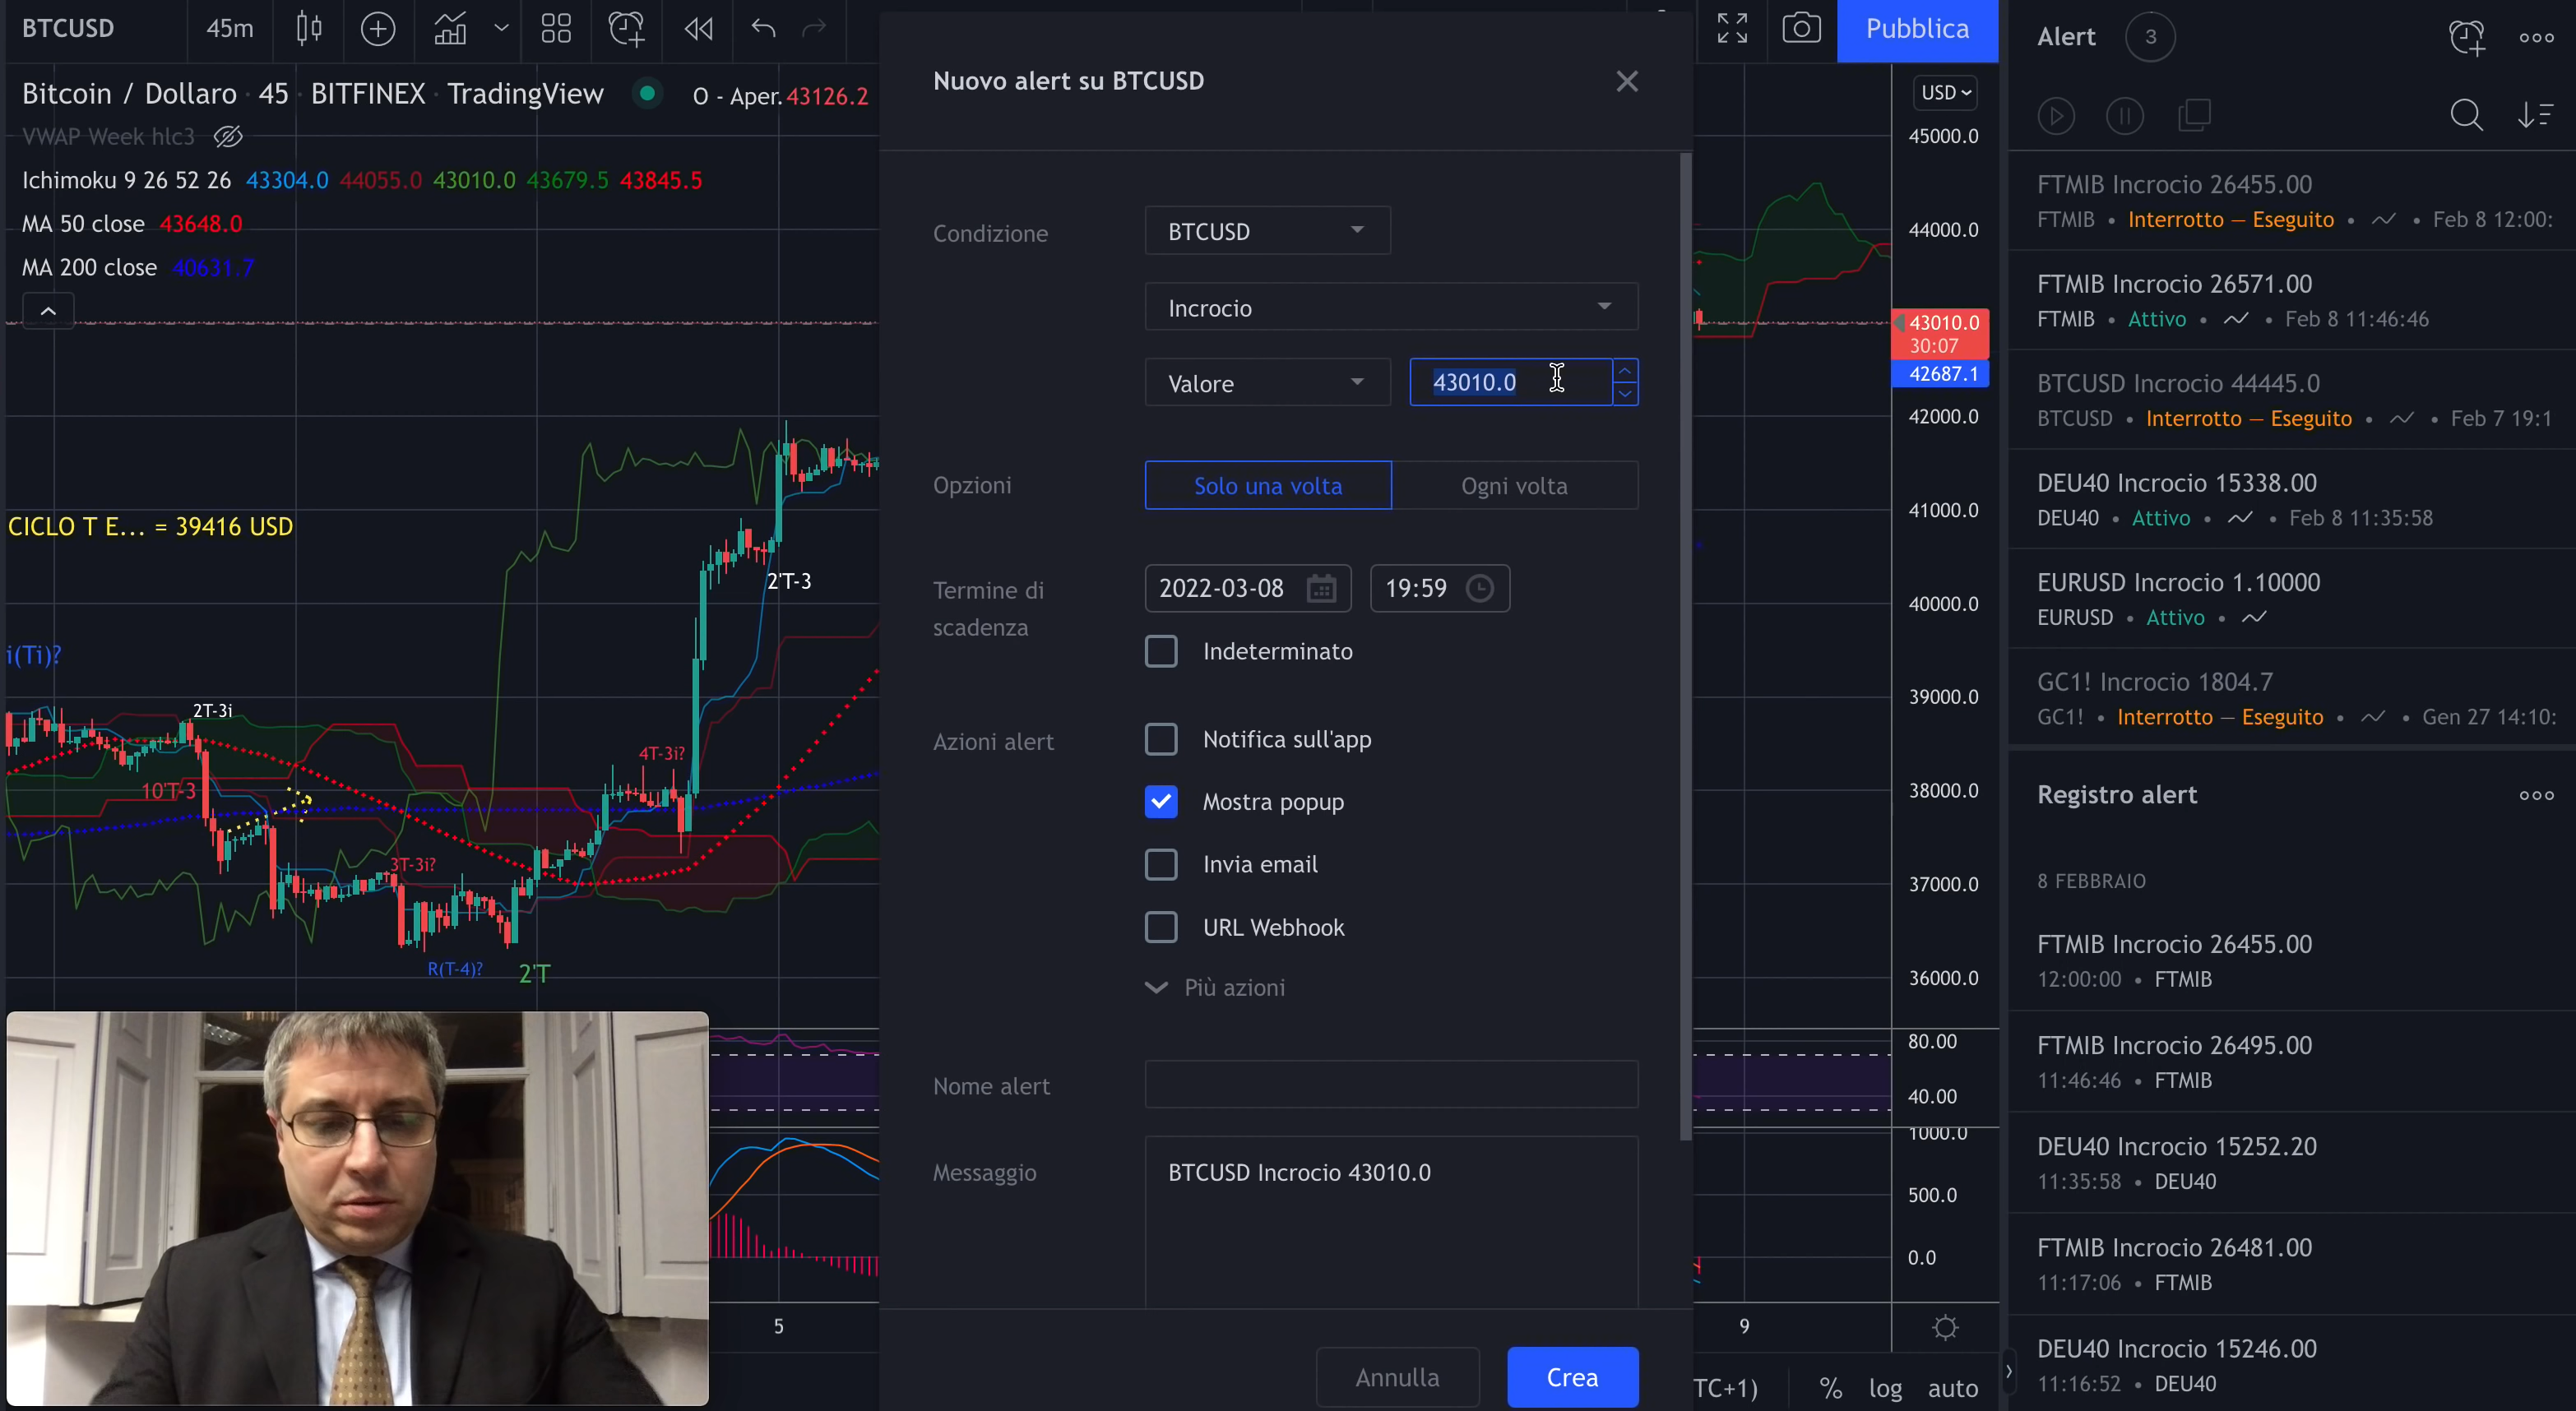 BTCUSD
45m
Pubblica
Bitcoin / Dollaro · 45 · BITFINEX · TradingView
O - Aper. 43126.2
VWAP Week hlc3
Ichimoku 9 26 52 26 43304.0 44055.0 43010.0 43679.5 43845.5
MA 50 close 43648.0
MA 200 close 40631.7
CICLO T E... = 39416 USD
i(Ti)?
2T-3i
10'T-3
3T-3i?
4T-3i?
2'T-3
R(T-4)?
2'T
5
Nuovo alert su BTCUSD
Condizione
BTCUSD
Incrocio
Valore
43010.0
Opzioni
Solo una volta
Ogni volta
Termine di
scadenza
2022-03-08
19:59
Indeterminato
Azioni alert
Notifica sull'app
Mostra popup
Invia email
URL Webhook
Più azioni
Nome alert
Messaggio
BTCUSD Incrocio 43010.0
Annulla
Crea
USD
45000.0
44000.0
43010.0
30:07
42687.1
42000.0
41000.0
40000.0
39000.0
38000.0
37000.0
36000.0
80.00
40.00
1000.0
500.0
0.0
9
TC+1)
%
log
auto
Alert
3
FTMIB Incrocio 26455.00
FTMIB • Interrotto — Eseguito • • Feb 8 12:00:
FTMIB Incrocio 26571.00
FTMIB • Attivo • • Feb 8 11:46:46
BTCUSD Incrocio 44445.0
BTCUSD • Interrotto — Eseguito • • Feb 7 19:1
DEU40 Incrocio 15338.00
DEU40 • Attivo • • Feb 8 11:35:58
EURUSD Incrocio 1.10000
EURUSD • Attivo •
GC1! Incrocio 1804.7
GC1! • Interrotto — Eseguito • • Gen 27 14:10:
Registro alert
8 FEBBRAIO
FTMIB Incrocio 26455.00
12:00:00 • FTMIB
FTMIB Incrocio 26495.00
11:46:46 • FTMIB
DEU40 Incrocio 15252.20
11:35:58 • DEU40
FTMIB Incrocio 26481.00
11:17:06 • FTMIB
DEU40 Incrocio 15246.00
11:16:52 • DEU40